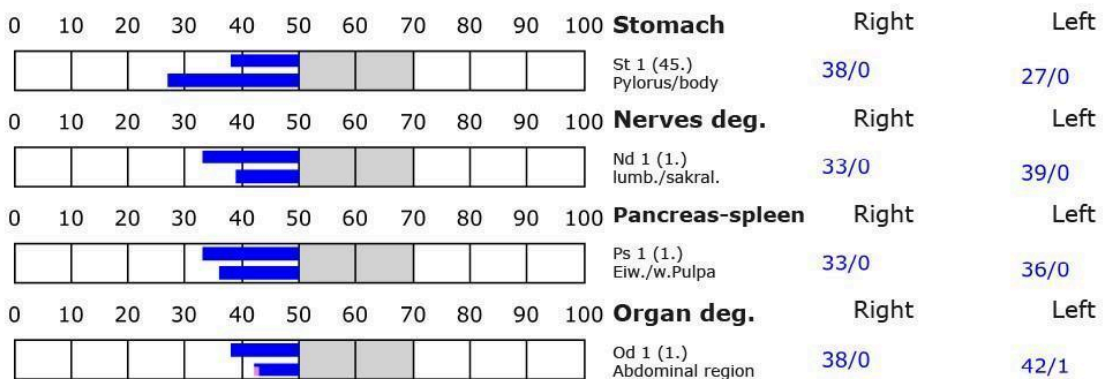 0 10 20 30 40 50 60 70 80 90 100 Stomach Right Left
St 1 (45.) 38/0 27/0
Pylorus/body
0 10 20 30 40 50 60 70 80 90 100 Nerves deg. Right Left
Nd 1 (1.) 33/0 39/0
lumb./sakral.
0 10 20 30 40 50 60 70 80 90 100 Pancreas-spleen Right Left
Ps 1 (1.) 33/0 36/0
Eiw./w.Pulpa
0 10 20 30 40 50 60 70 80 90 100 Organ deg. Right Left
Od 1 (1.) 38/0 42/1
Abdominal region